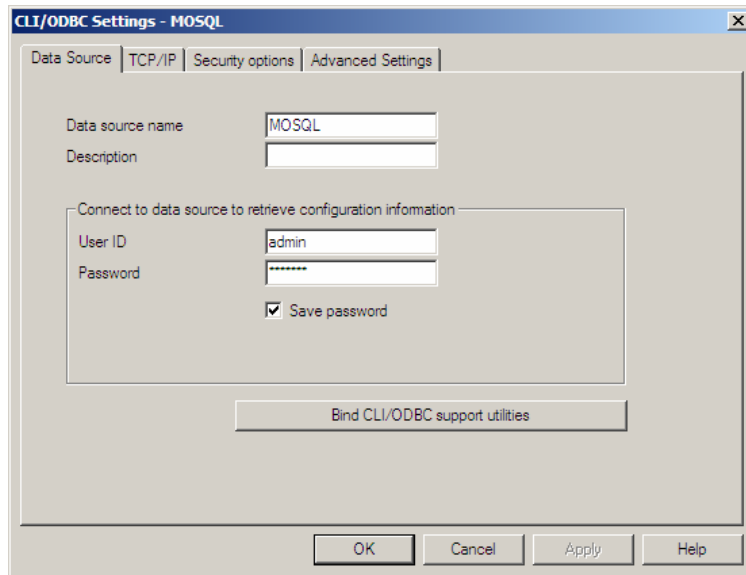 CLI/ODBC Settings - MOSQL
Data Source TCP/IP Security options Advanced Settings
Data source name MOSQL
Description
Connect to data source to retrieve configuration information
User ID admin
Password *******
Save password
Bind CLI/ODBC support utilities
OK Cancel Apply Help